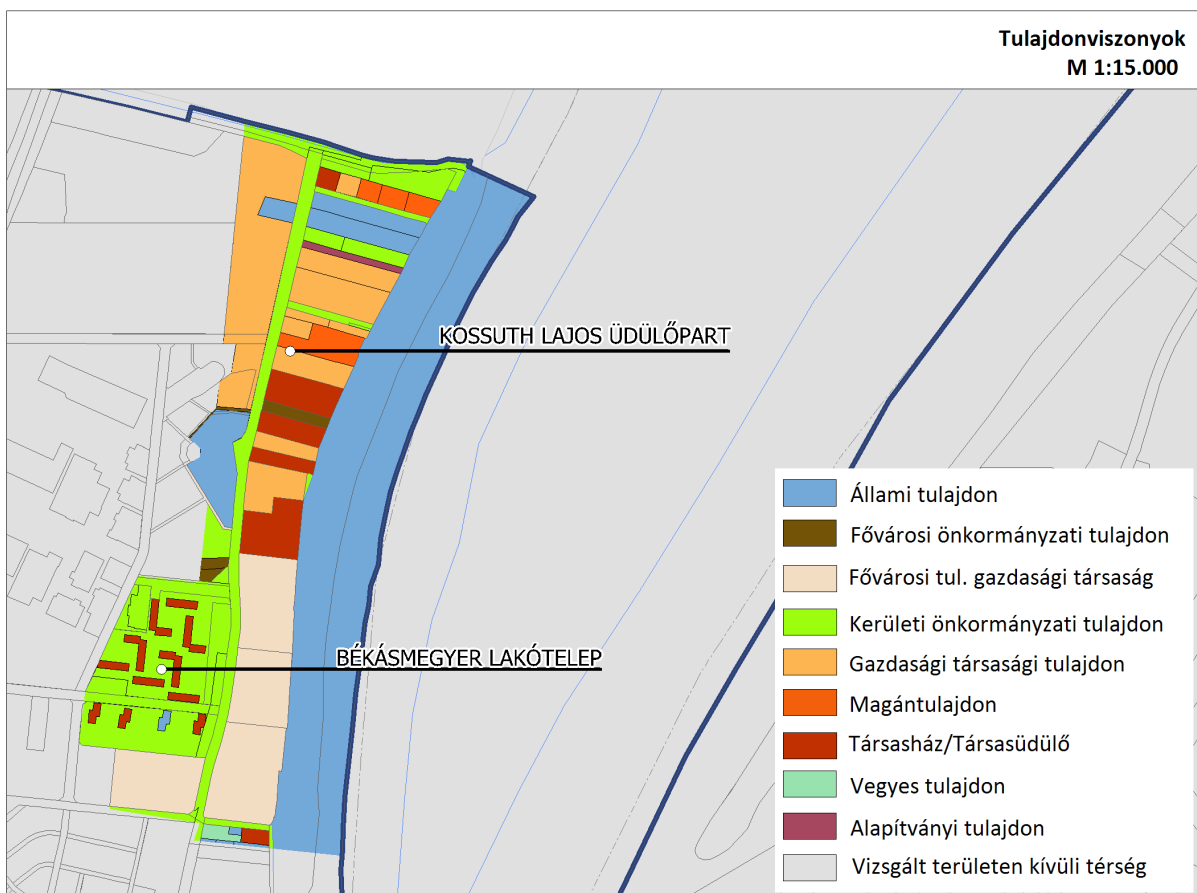 Tulajdonviszonyok
M 1:15.000
KOSSUTH LAJOS ÜDÜLŐPART
BÉKÁSMEGYER LAKÓTELEP
Állami tulajdon
Fővárosi önkormányzati tulajdon
Fővárosi tul. gazdasági társaság
Kerületi önkormányzati tulajdon
Gazdasági társasági tulajdon
Magántulajdon
Társasház/Társasüdülő
Vegyes tulajdon
Alapítványi tulajdon
Vizsgált területen kívüli térség